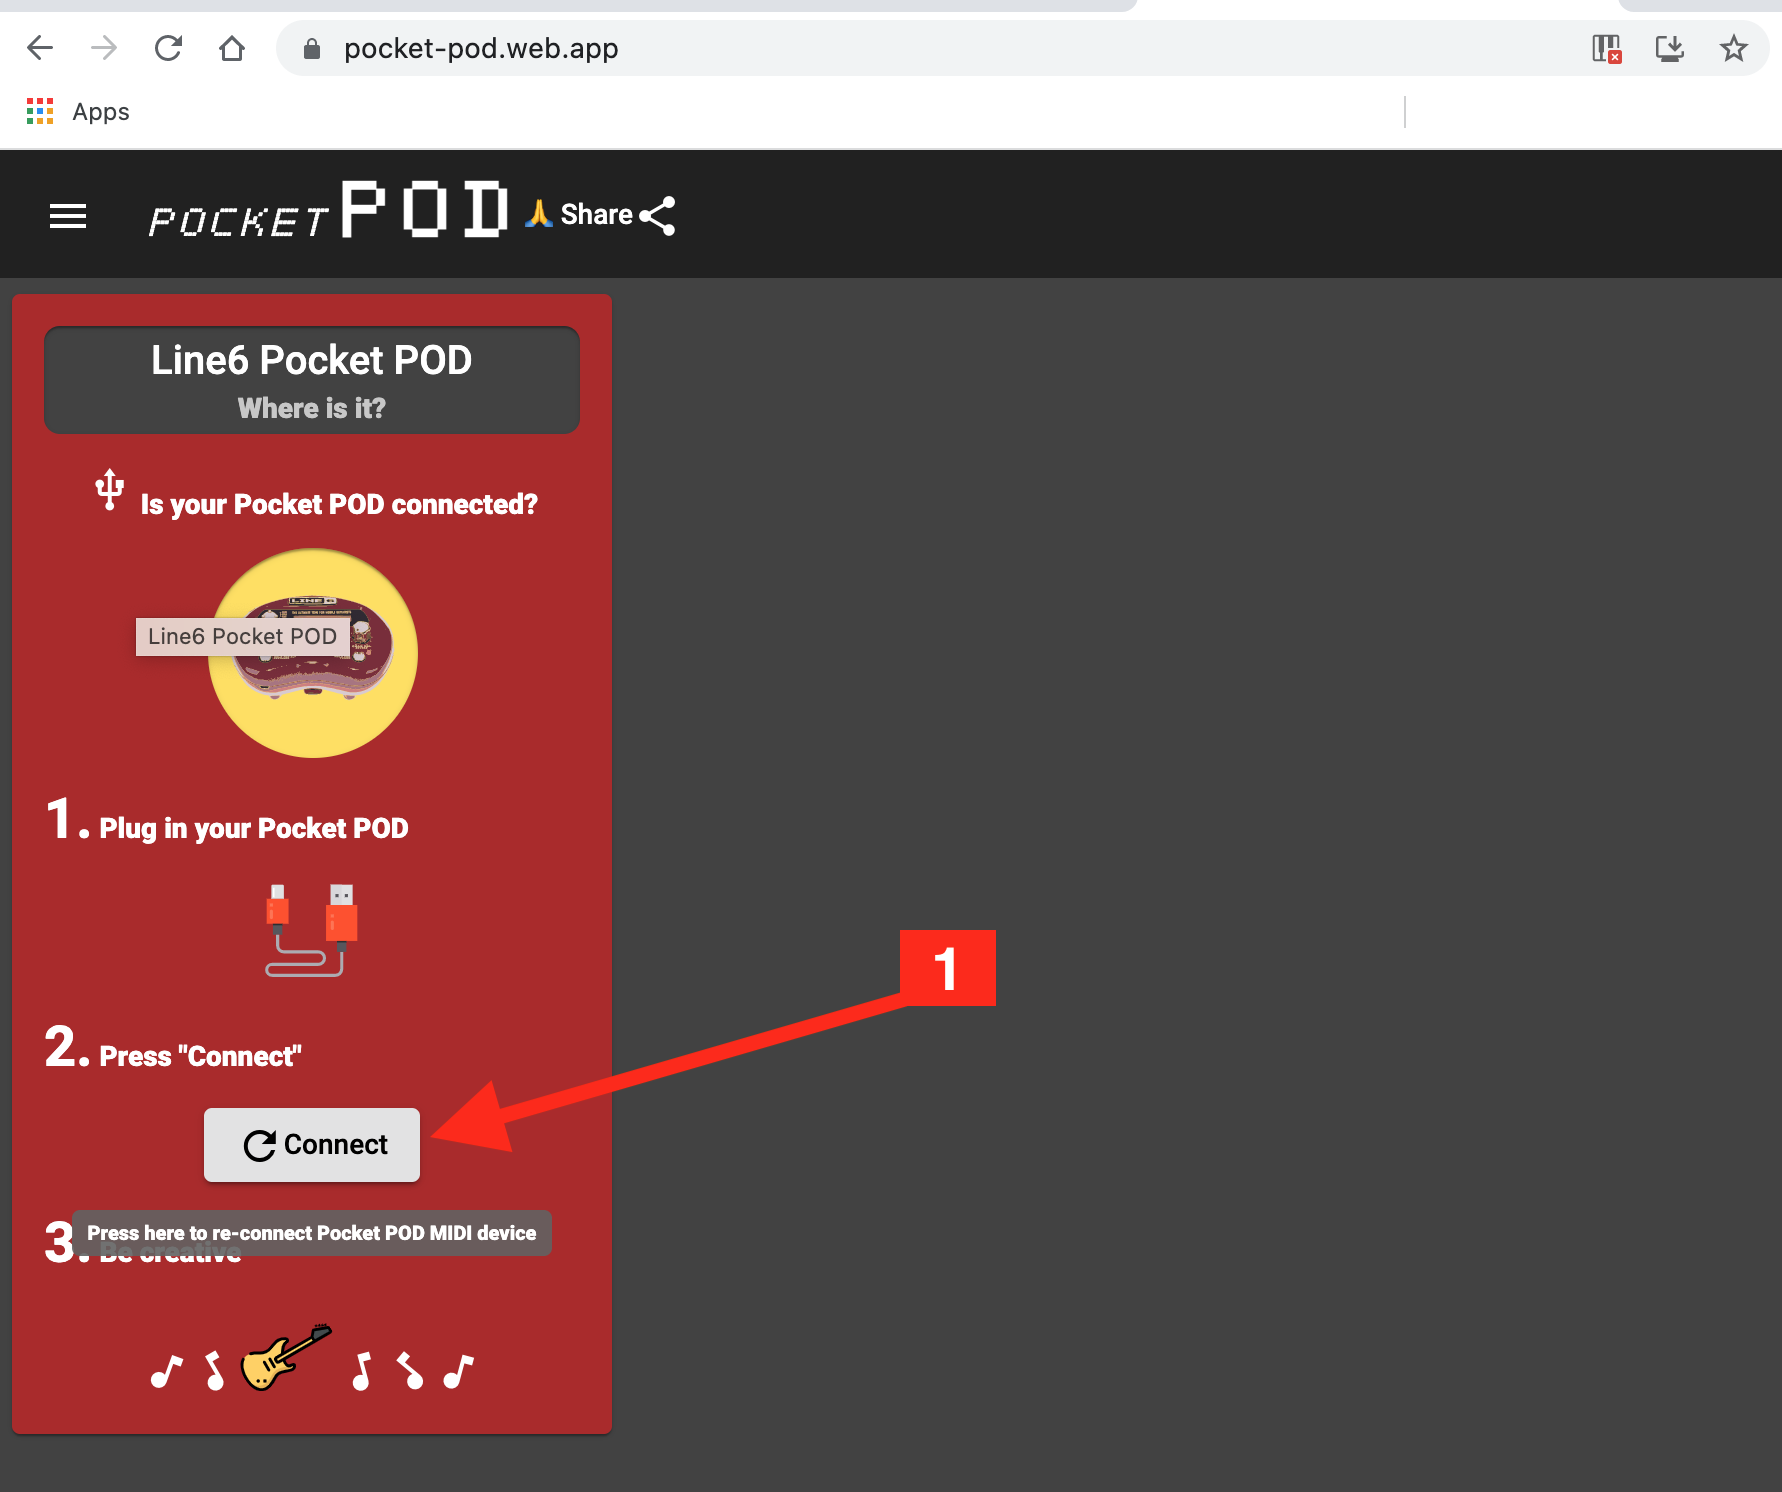 pocket-pod.web.app
Apps
POCKET POD 🙏 Share
Line6 Pocket POD
Where is it?
Is your Pocket POD connected?
LINE 6
Line6 Pocket POD
1. Plug in your Pocket POD
1
2. Press "Connect"
Connect
Press here to re-connect Pocket POD MIDI device
3. Be creative